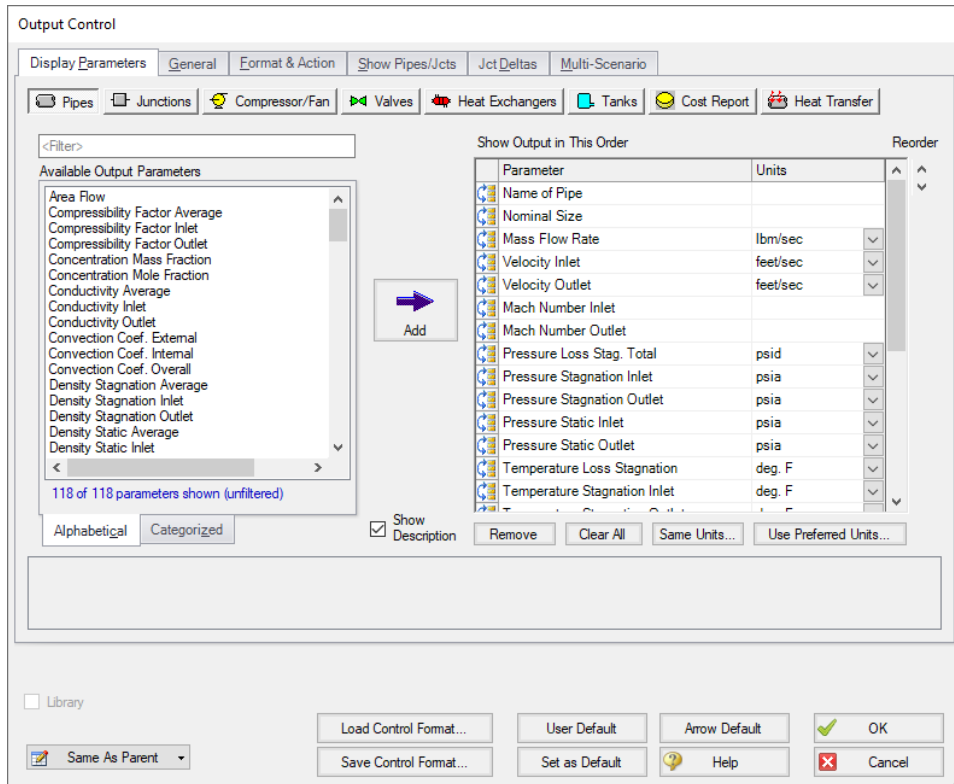 Output Control
Display Parameters General Format & Action Show Pipes/Jcts Jct Deltas Multi-Scenario
Pipes Junctions Compressor/Fan Valves Heat Exchangers Tanks Cost Report Heat Transfer
<Filter>
Available Output Parameters
Area Flow
Compressibility Factor Average
Compressibility Factor Inlet
Compressibility Factor Outlet
Concentration Mass Fraction
Concentration Mole Fraction
Conductivity Average
Conductivity Inlet
Conductivity Outlet
Convection Coef. External
Convection Coef. Internal
Convection Coef. Overall
Density Stagnation Average
Density Stagnation Inlet
Density Stagnation Outlet
Density Static Average
Density Static Inlet
118 of 118 parameters shown (unfiltered)
Alphabetical Categorized
Add
Show
Description
Show Output in This Order Reorder
Parameter Units
Name of Pipe
Nominal Size
Mass Flow Rate lbm/sec
Velocity Inlet feet/sec
Velocity Outlet feet/sec
Mach Number Inlet
Mach Number Outlet
Pressure Loss Stag. Total psid
Pressure Stagnation Inlet psia
Pressure Stagnation Outlet psia
Pressure Static Inlet psia
Pressure Static Outlet psia
Temperature Loss Stagnation deg. F
Temperature Stagnation Inlet deg. F
Remove Clear All Same Units... Use Preferred Units...
Library
Load Control Format... User Default Arrow Default OK
Same As Parent Save Control Format... Set as Default Help Cancel